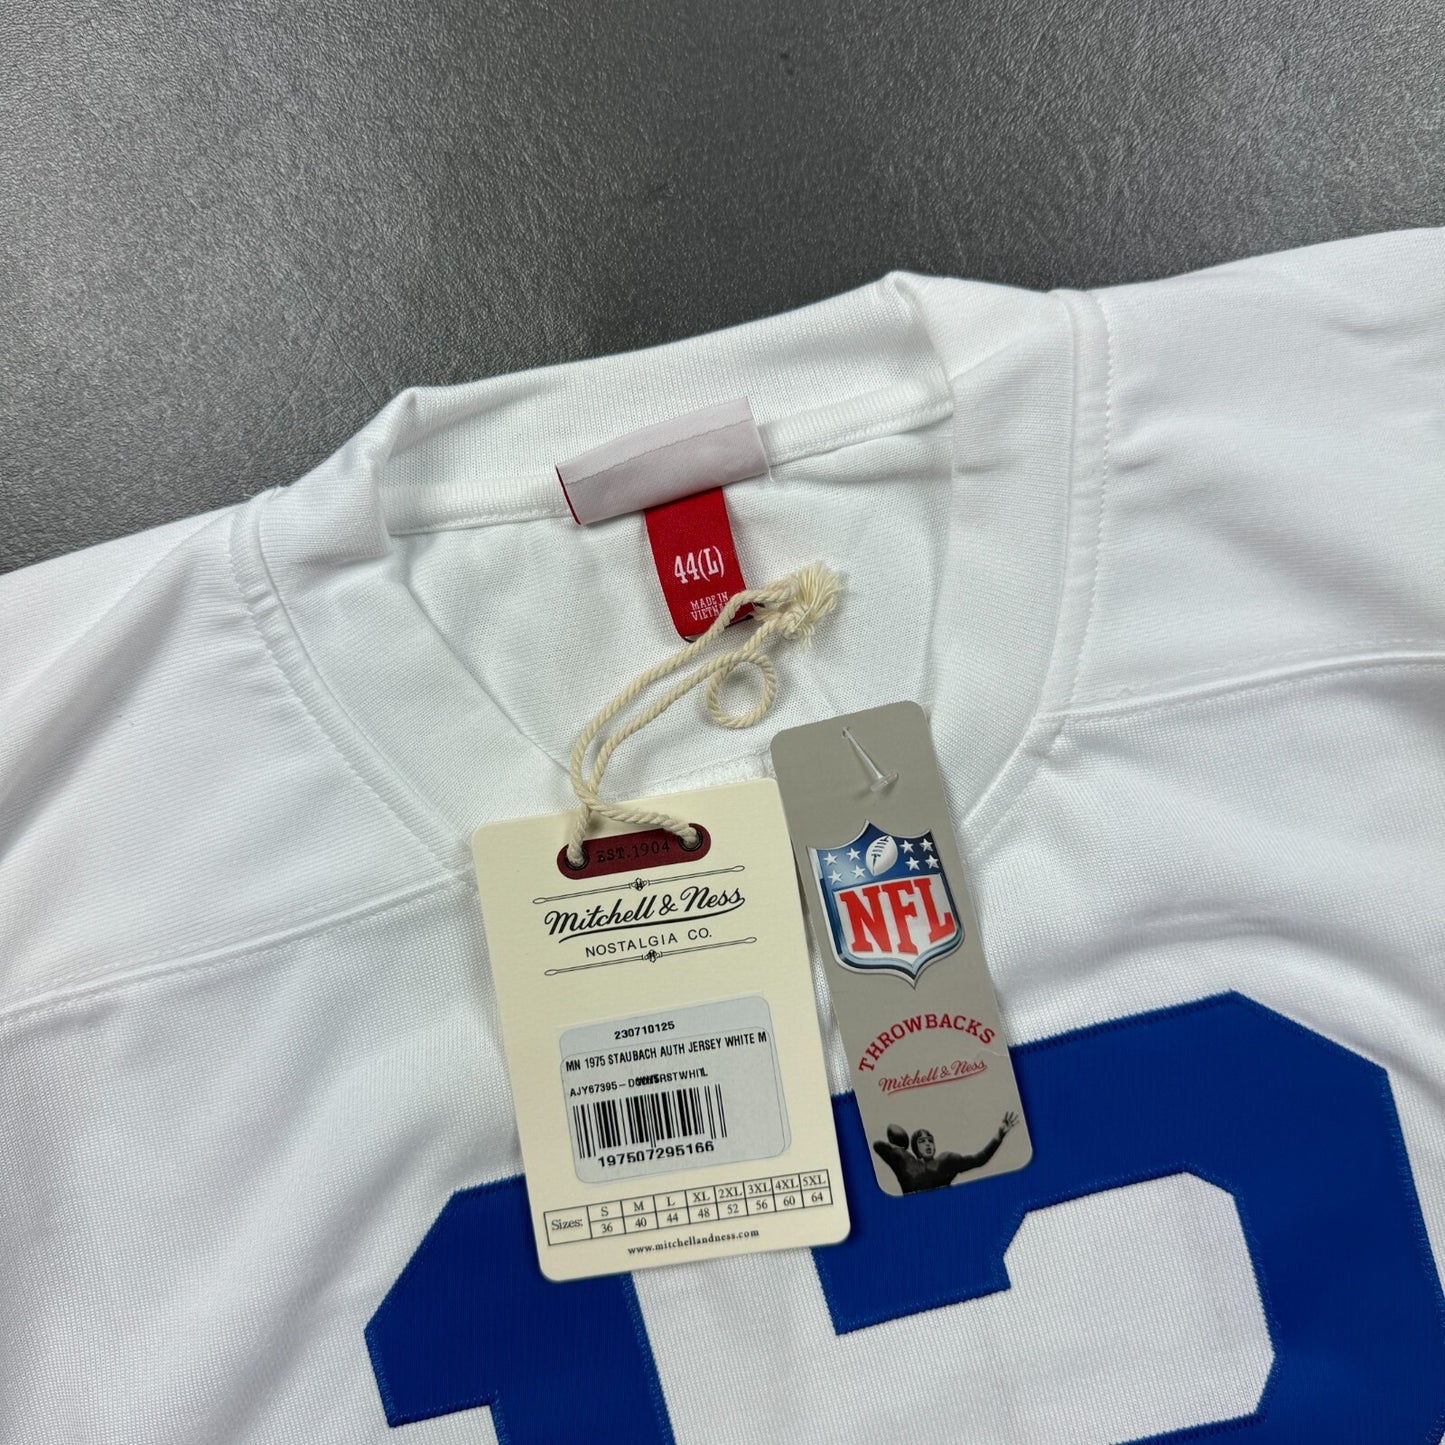 44(L)
MADE IN
EST.1904
Mitchell & Ness
NOSTALGIA CO.
230710125
MN 1975 STAUBACH AUTH JERSEY WHITE M
197507295166
Sizes: S M L XL 2XL 3XL 4XL 5XL
36 40 44 48 52 56 60 64
www.mitchellandness.com
NFL
THROWBACKS
Mitchell & Ness
12